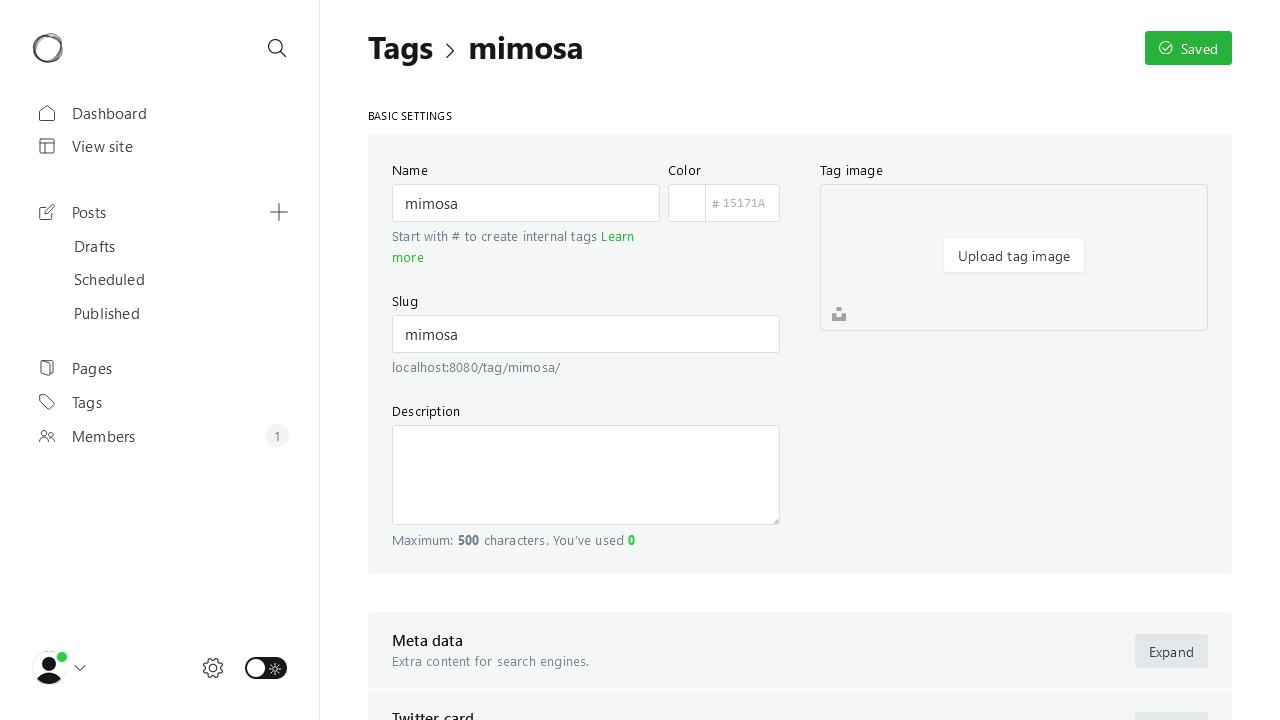 Tags > mimosa
Saved
Dashboard
View site
Posts
Drafts
Scheduled
Published
Pages
Tags
Members
1
BASIC SETTINGS
Name
mimosa
Start with # to create internal tags Learn
more
Color
# 15171A
Slug
mimosa
localhost:8080/tag/mimosa/
Description
Maximum: 500 characters. You've used 0
Tag image
Upload tag image
Meta data
Extra content for search engines.
Expand
Twitter card